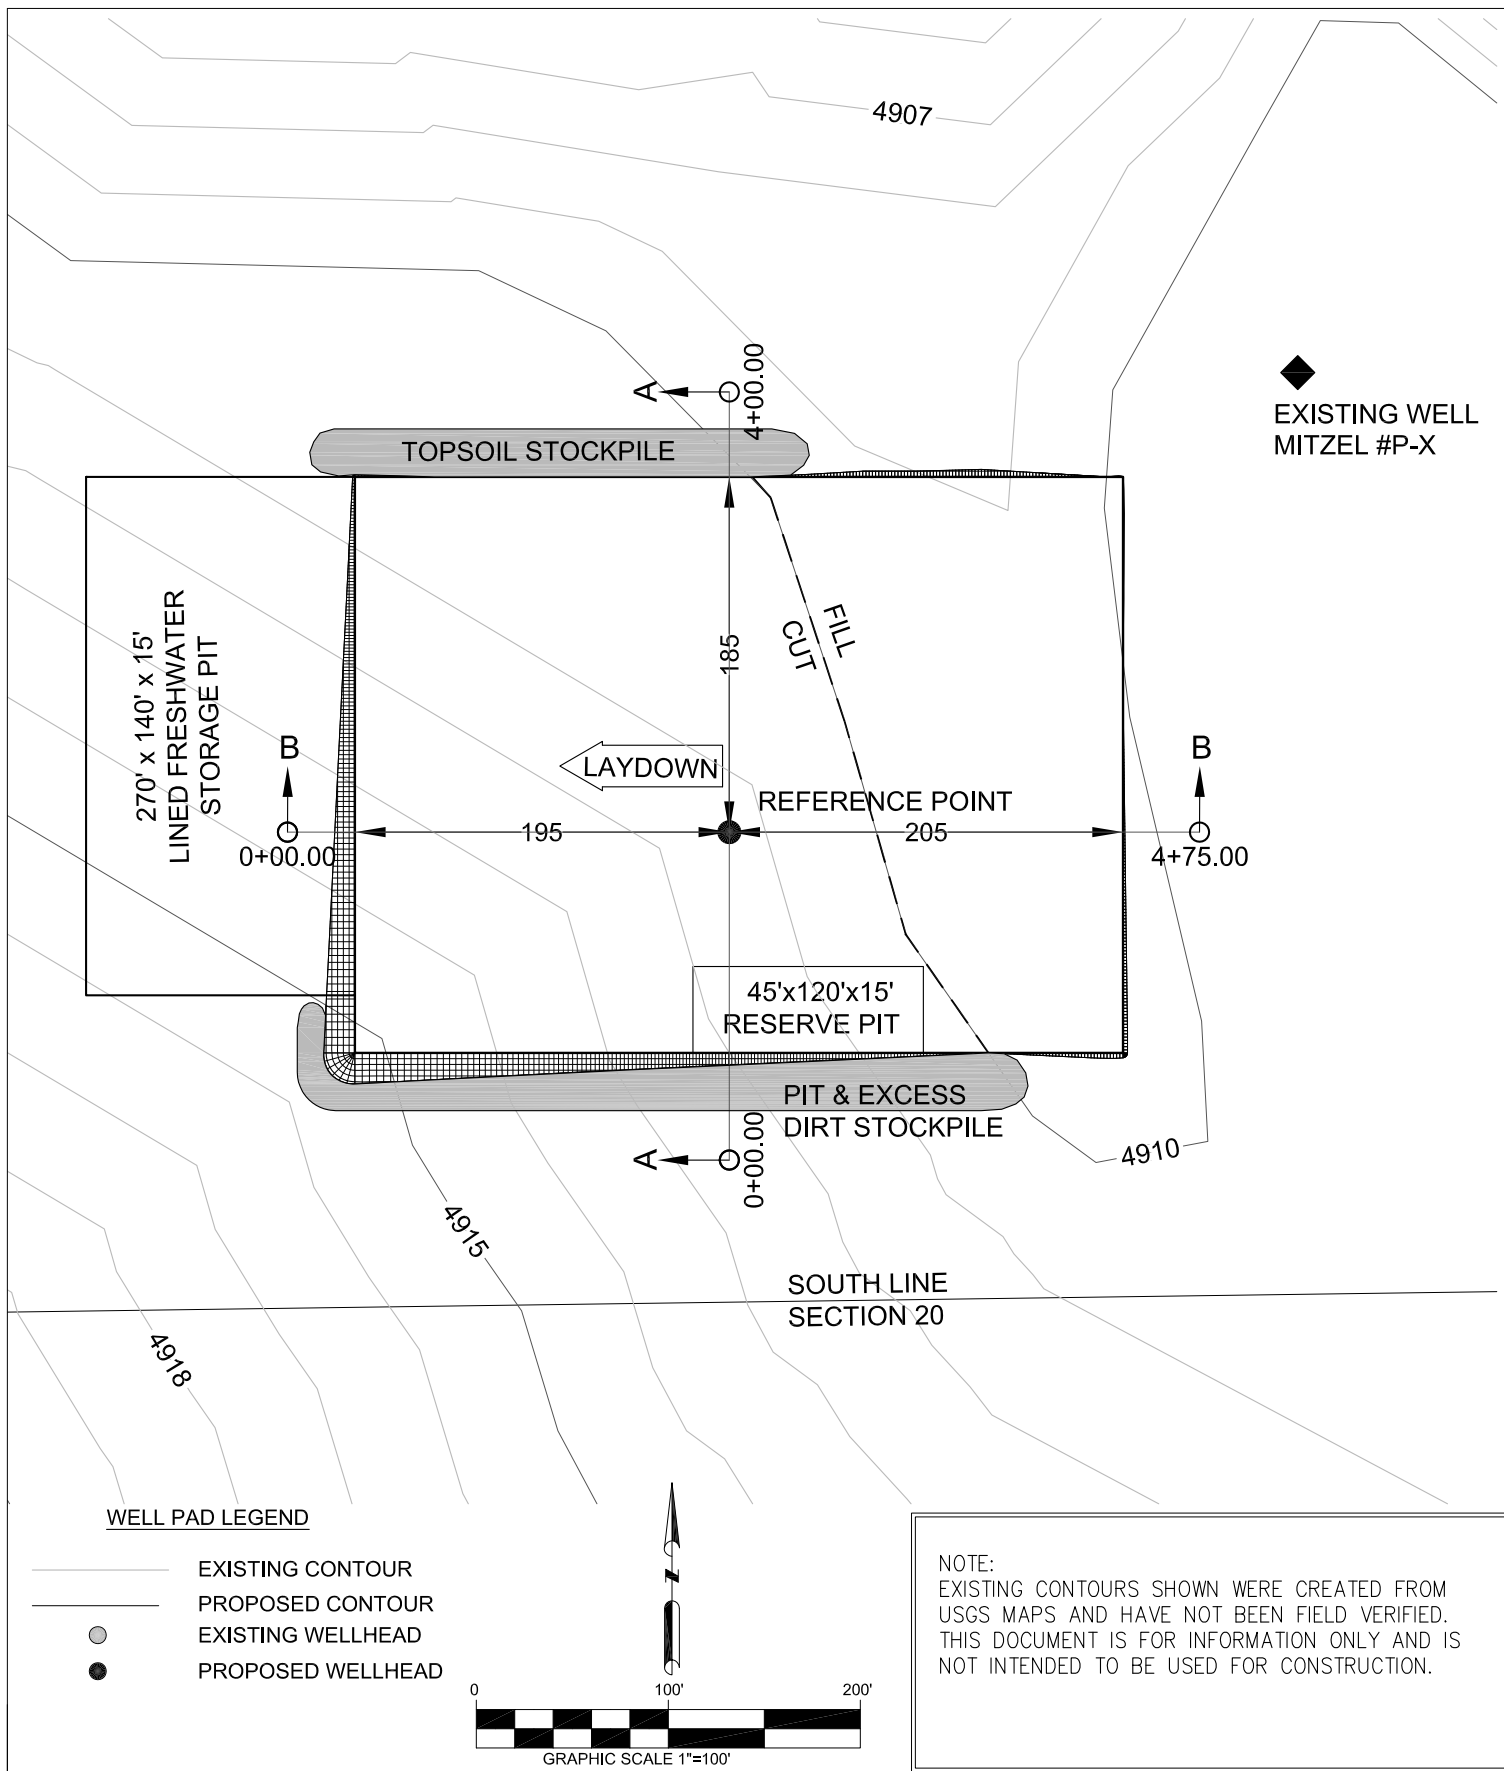 4907
4+00.00
A
EXISTING WELL
MITZEL #P-X
TOPSOIL STOCKPILE
FILL
CUT
185
270' x 140' x 15'
LINED FRESHWATER
STORAGE PIT
B
B
LAYDOWN
REFERENCE POINT
195
205
0+00.00
4+75.00
45'x120'x15'
RESERVE PIT
PIT & EXCESS
DIRT STOCKPILE
A
0+00.00
4910
4915
SOUTH LINE
SECTION 20
4918
WELL PAD LEGEND
EXISTING CONTOUR
PROPOSED CONTOUR
EXISTING WELLHEAD
PROPOSED WELLHEAD
N
0 100' 200'
GRAPHIC SCALE 1"=100'
NOTE:
EXISTING CONTOURS SHOWN WERE CREATED FROM
USGS MAPS AND HAVE NOT BEEN FIELD VERIFIED.
THIS DOCUMENT IS FOR INFORMATION ONLY AND IS
NOT INTENDED TO BE USED FOR CONSTRUCTION.